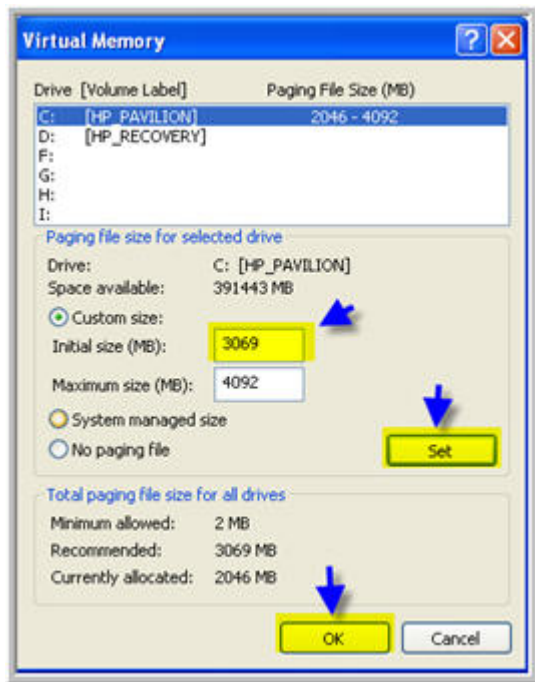 Virtual Memory
Drive [Volume Label] Paging File Size (MB)
C: [HP_PAVILION] 2046 - 4092
D: [HP_RECOVERY]
F:
G:
H:
I:
Paging file size for selected drive
Drive: C: [HP_PAVILION]
Space available: 391443 MB
Custom size:
Initial size (MB): 3069
Maximum size (MB): 4092
System managed size
No paging file
Set
Total paging file size for all drives
Minimum allowed: 2 MB
Recommended: 3069 MB
Currently allocated: 2046 MB
OK Cancel